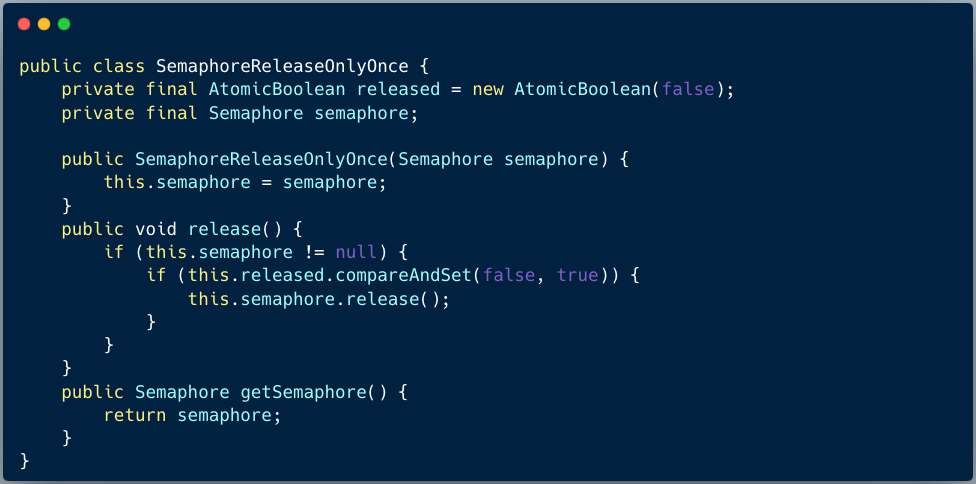 public class SemaphoreReleaseOnlyOnce {
    private final AtomicBoolean released = new AtomicBoolean(false);
    private final Semaphore semaphore;

    public SemaphoreReleaseOnlyOnce(Semaphore semaphore) {
        this.semaphore = semaphore;
    }
    public void release() {
        if (this.semaphore != null) {
            if (this.released.compareAndSet(false, true)) {
                this.semaphore.release();
            }
        }
    }
    public Semaphore getSemaphore() {
        return semaphore;
    }
}